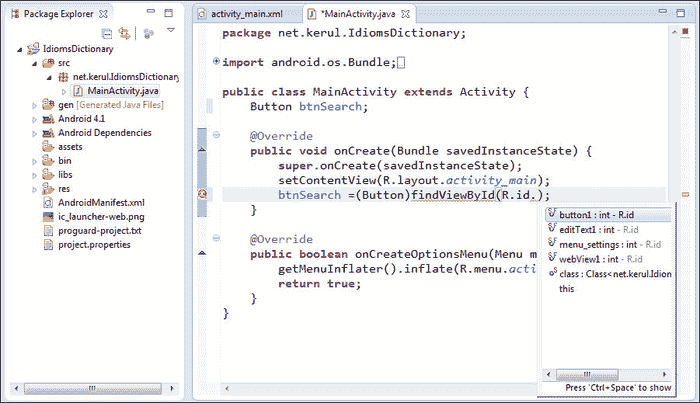 Package Explorer
IdiomsDictionary
src
net.kerul.IdiomsDictionary
MainActivity.java
gen [Generated Java Files]
Android 4.1
Android Dependencies
assets
bin
libs
res
AndroidManifest.xml
ic_launcher-web.png
proguard-project.txt
project.properties
activity_main.xml
*MainActivity.java
package net.kerul.IdiomsDictionary;
import android.os.Bundle;
public class MainActivity extends Activity {
Button btnSearch;
@Override
public void onCreate(Bundle savedInstanceState) {
super.onCreate(savedInstanceState);
setContentView(R.layout.activity_main);
btnSearch =(Button)findViewById(R.id.);
}
@Override
public boolean onCreateOptionsMenu(Menu m
getMenuInflater().inflate(R.menu.acti
return true;
}
}
button1 : int - R.id
editText1 : int - R.id
menu_settings : int - R.id
webView1 : int - R.id
class : Class<net.kerul.Idion
this
Press 'Ctrl+Space' to show